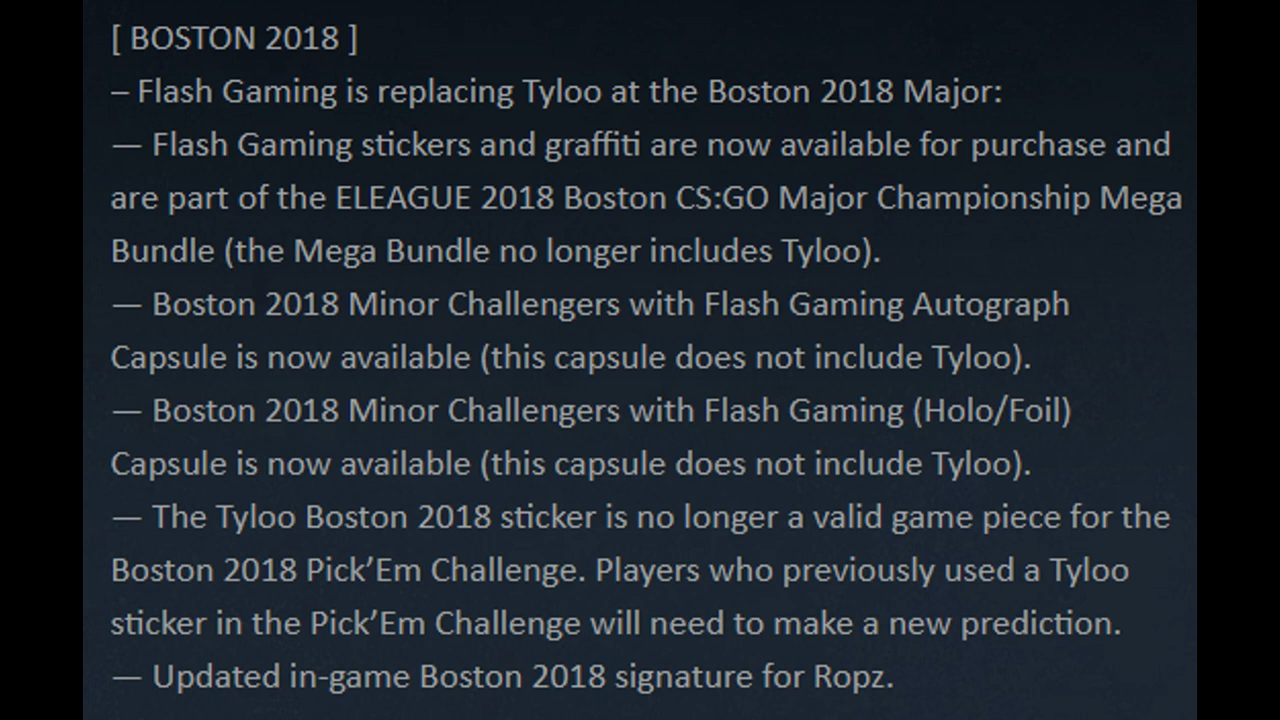 [ BOSTON 2018 ]
– Flash Gaming is replacing Tyloo at the Boston 2018 Major:
— Flash Gaming stickers and graffiti are now available for purchase and
are part of the ELEAGUE 2018 Boston CS:GO Major Championship Mega
Bundle (the Mega Bundle no longer includes Tyloo).
— Boston 2018 Minor Challengers with Flash Gaming Autograph
Capsule is now available (this capsule does not include Tyloo).
— Boston 2018 Minor Challengers with Flash Gaming (Holo/Foil)
Capsule is now available (this capsule does not include Tyloo).
— The Tyloo Boston 2018 sticker is no longer a valid game piece for the
Boston 2018 Pick’Em Challenge. Players who previously used a Tyloo
sticker in the Pick’Em Challenge will need to make a new prediction.
— Updated in-game Boston 2018 signature for Ropz.